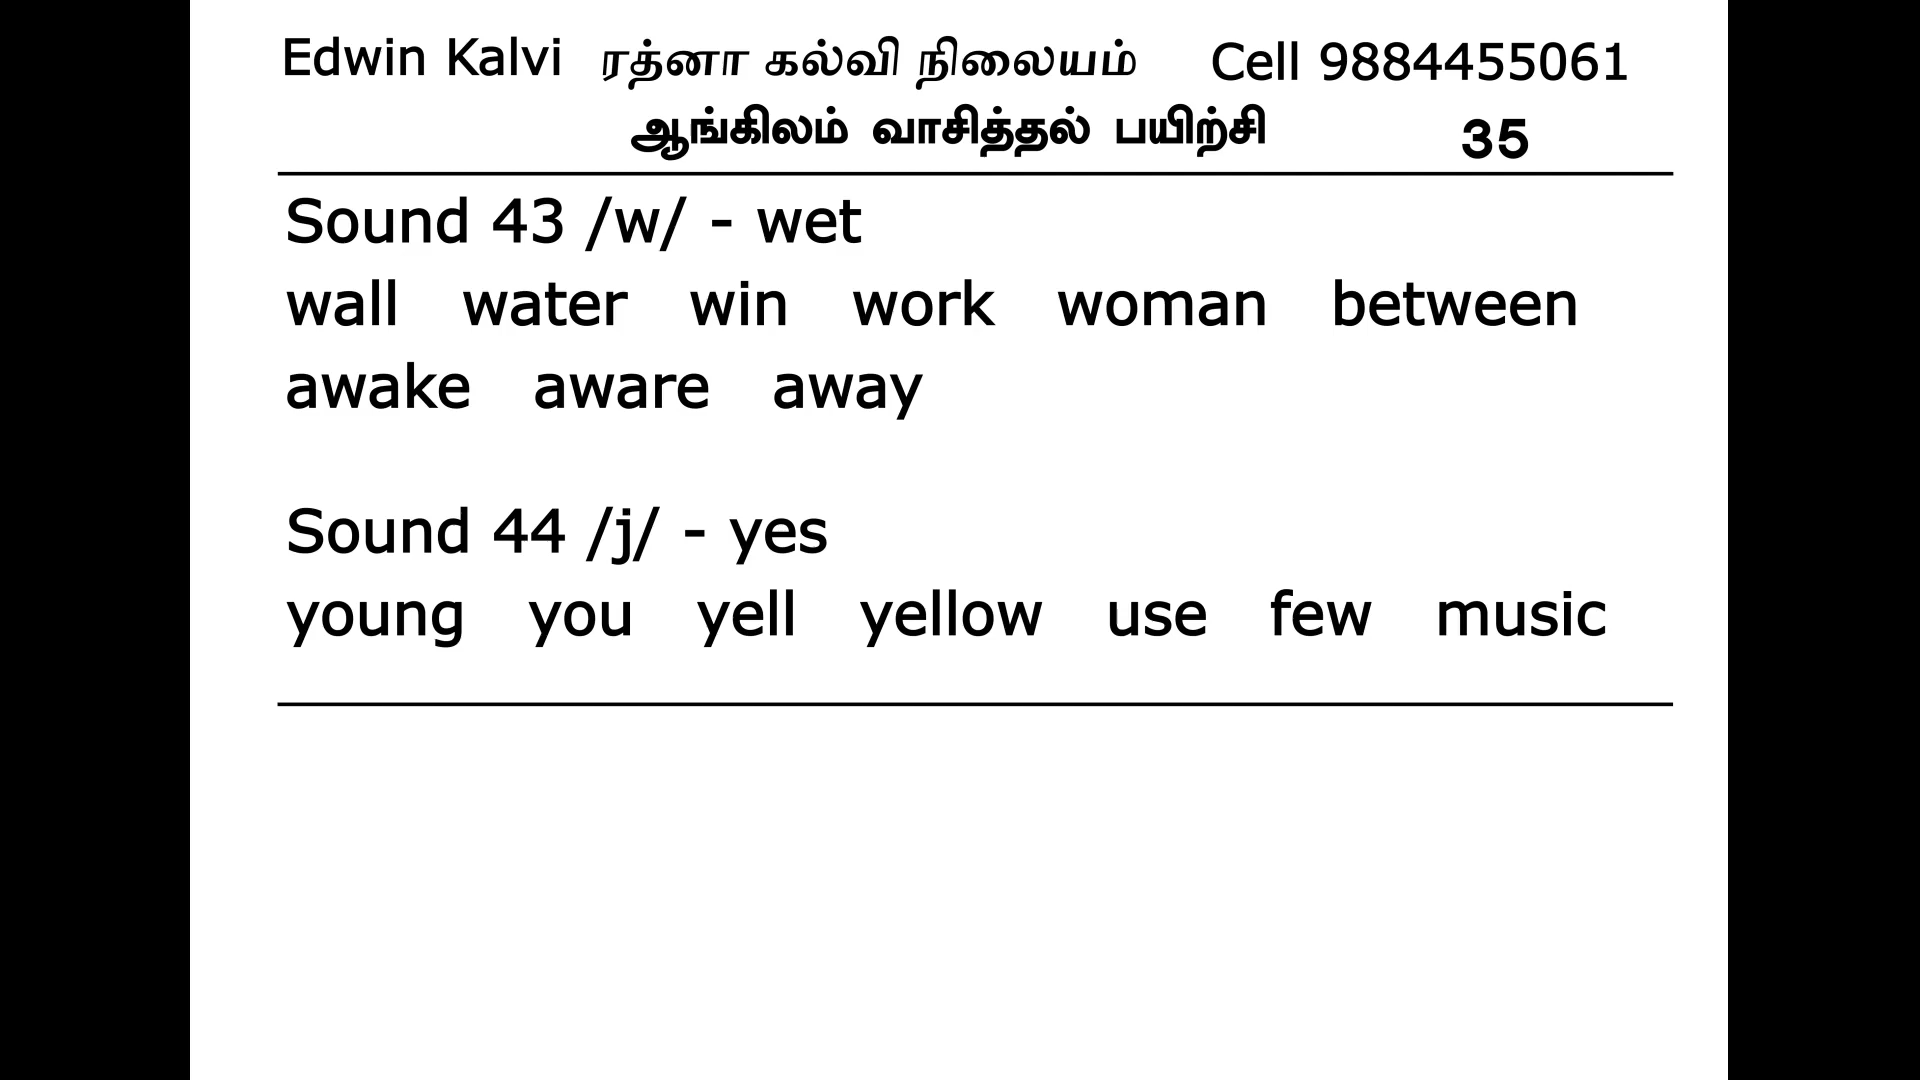 Edwin Kalvi ரத்னா கல்வி நிலையம் Cell 9884455061
ஆங்கிலம் வாசித்தல் பயிற்சி 35
Sound 43 /w/ - wet
wall water win work woman between
awake aware away
Sound 44 /j/ - yes
young you yell yellow use few music